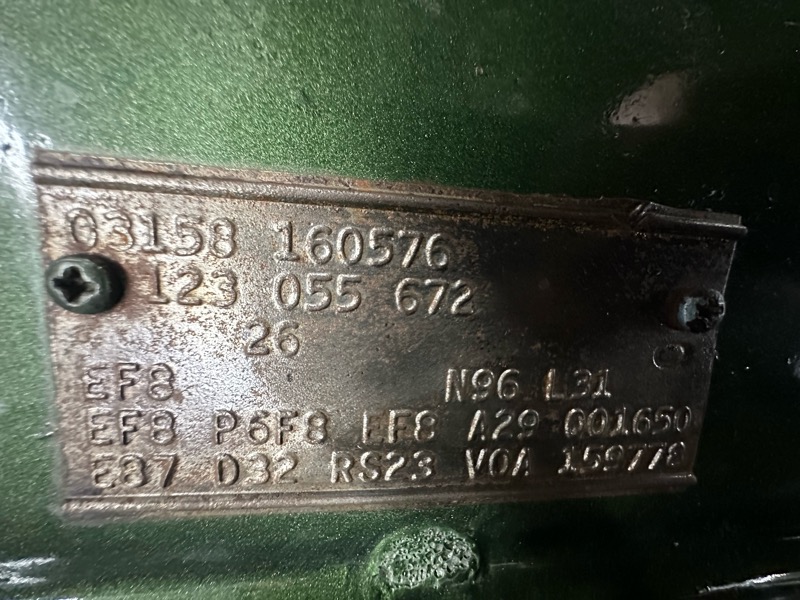 03158 160576
123 055 672
26
EF8 N96 L31
EF8 P6F8 EF8 A29 001650
E87 D32 RS23 V0A 159778